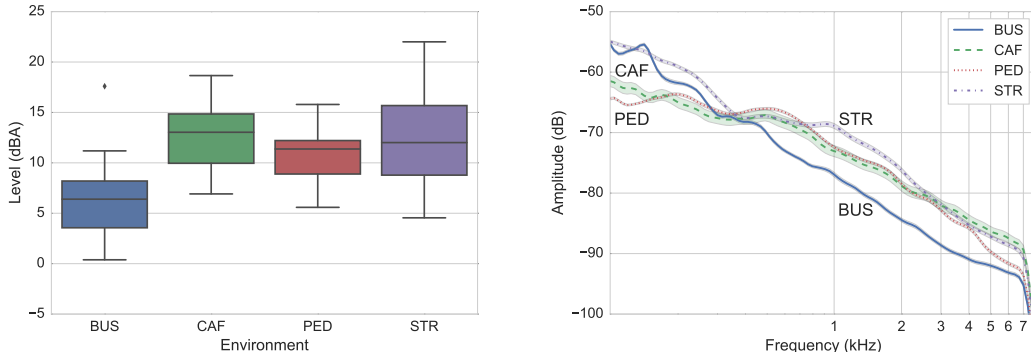 25
20
15
10
5
0
−5
Level (dBA)
BUS CAF PED STR
Environment
−50
−60
−70
−80
−90
−100
Amplitude (dB)
BUS
CAF
PED
STR
CAF
PED
STR
BUS
1 2 3 4 5 6 7
Frequency (kHz)